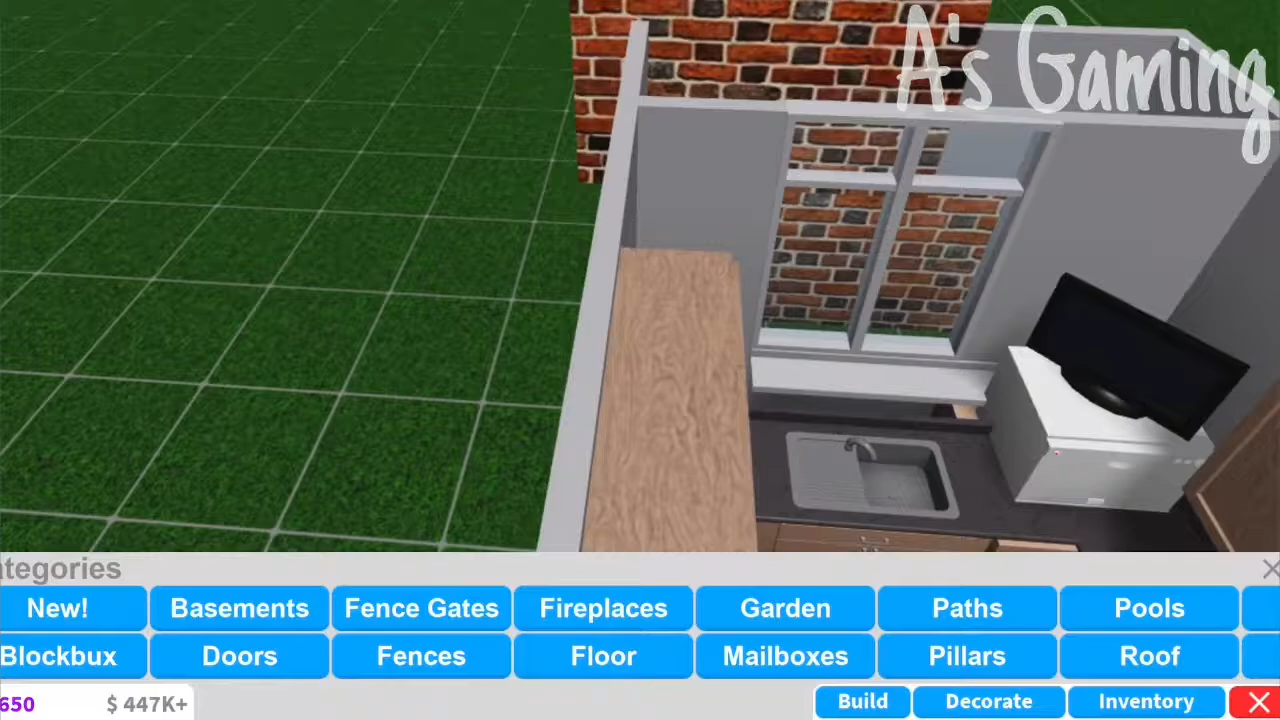 A's Gaming
ategories
New! Basements Fence Gates Fireplaces Garden Paths Pools
Blockbux Doors Fences Floor Mailboxes Pillars Roof
650 $ 447K+ Build Decorate Inventory